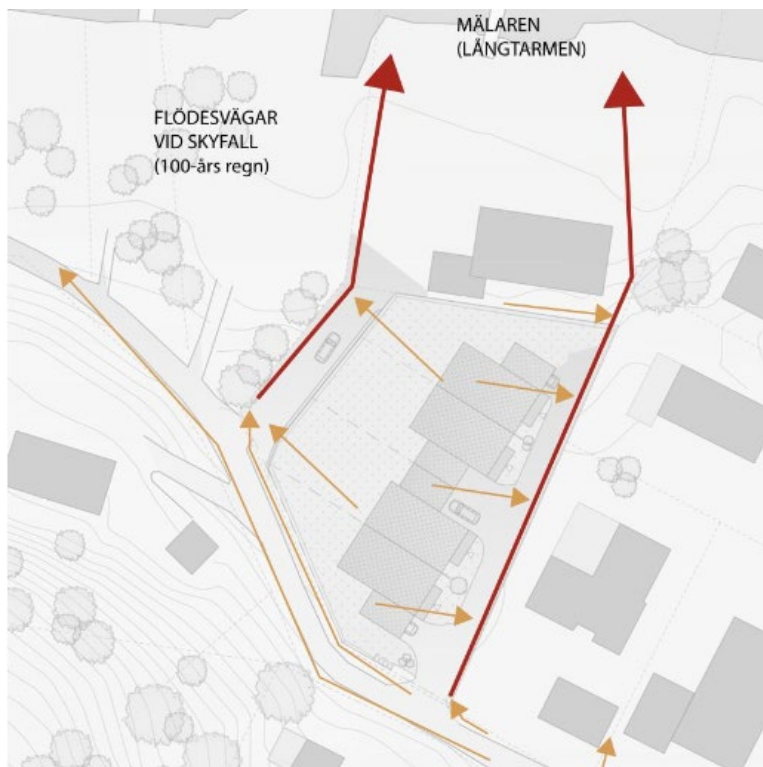 MÄLAREN
(LÅNGTARMEN)
FLÖDESVÄGAR
VID SKYFALL
(100-års regn)